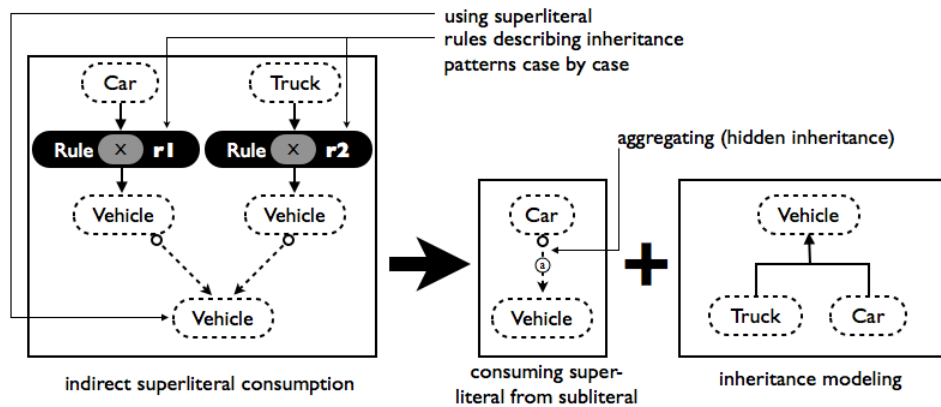 using superliteral
rules describing inheritance
patterns case by case
Car
Truck
Rule X r1
Rule X r2
Vehicle
Vehicle
Vehicle
indirect superliteral consumption
aggregating (hidden inheritance)
Car
a
Vehicle
consuming super-
literal from subliteral
+
Vehicle
Truck
Car
inheritance modeling